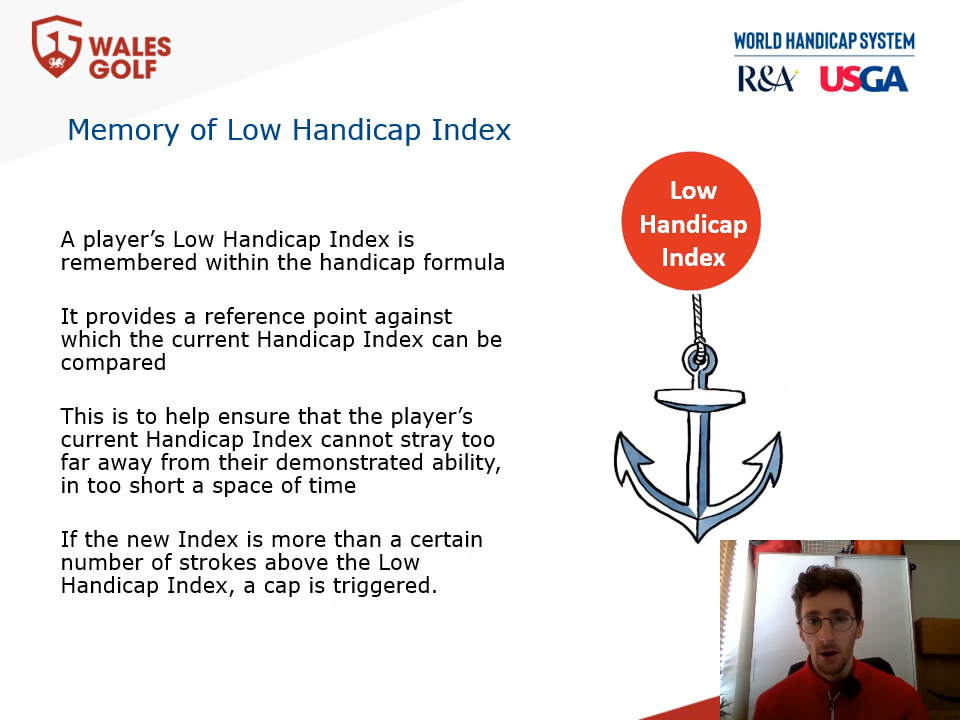 WALES
GOLF
WORLD HANDICAP SYSTEM
R&A USGA
Memory of Low Handicap Index
A player’s Low Handicap Index is
remembered within the handicap formula
It provides a reference point against
which the current Handicap Index can be
compared
This is to help ensure that the player’s
current Handicap Index cannot stray too
far away from their demonstrated ability,
in too short a space of time
If the new Index is more than a certain
number of strokes above the Low
Handicap Index, a cap is triggered.
Low
Handicap
Index